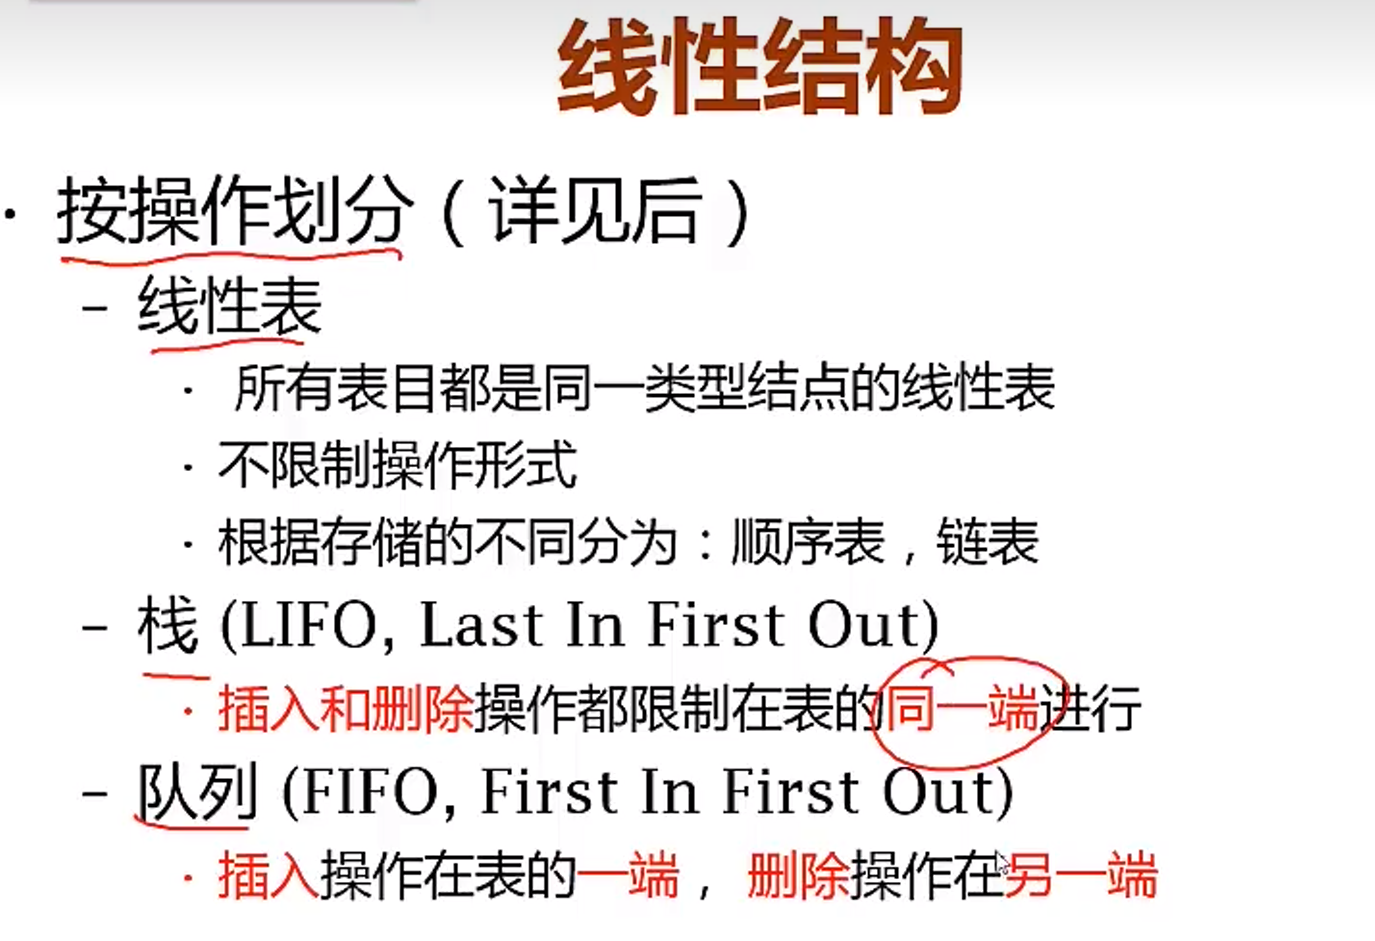 线性结构
· 按操作划分（详见后）
– 线性表
· 所有表目都是同一类型结点的线性表
· 不限制操作形式
· 根据存储的不同分为：顺序表，链表
– 栈 (LIFO, Last In First Out)
· 插入和删除操作都限制在表的同一端进行
– 队列 (FIFO, First In First Out)
· 插入操作在表的一端， 删除操作在另一端